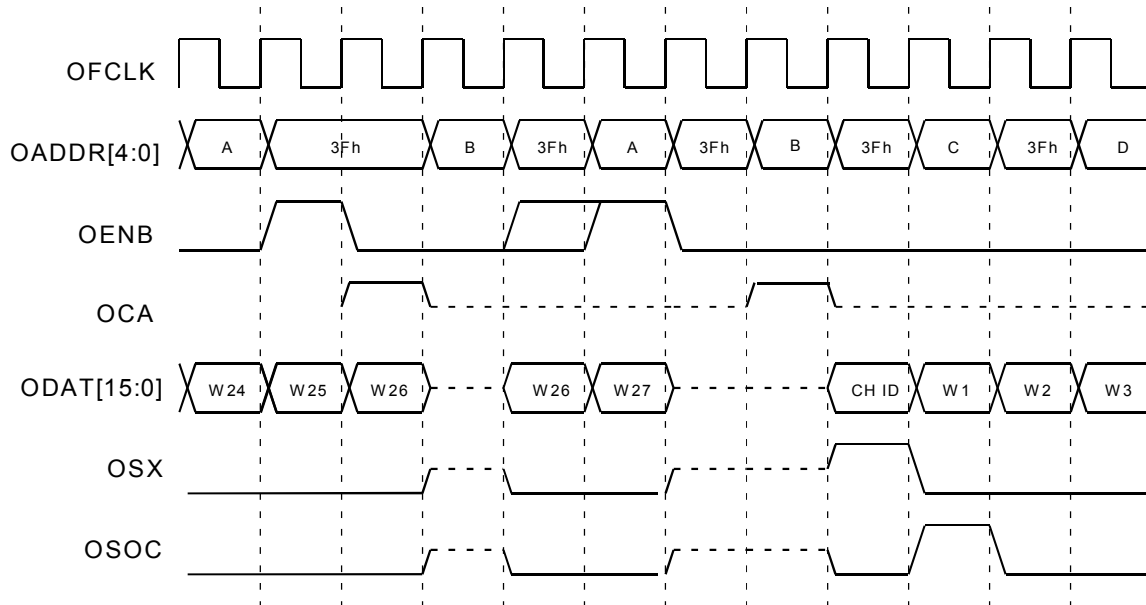 OFCLK
OADDR[4:0] A 3Fh B 3Fh A 3Fh B 3Fh C 3Fh D
OENB
OCA
ODAT[15:0] W24 W25 W26 W26 W27 CH ID W1 W2 W3
OSX
OSOC